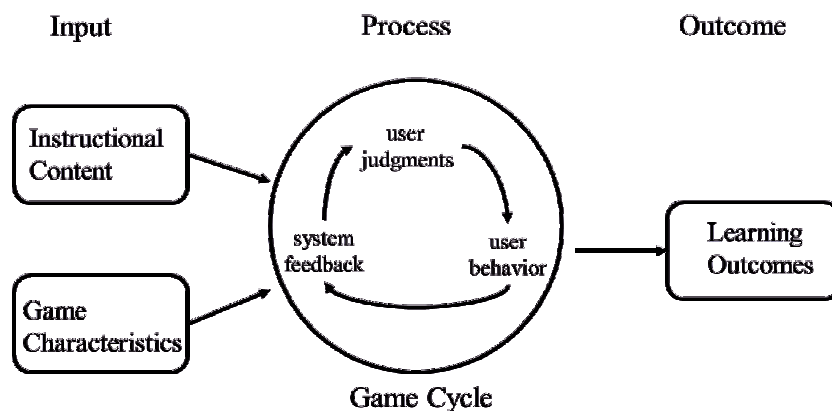 Input
Process
Outcome
Instructional
Content
user
judgments
system
feedback
user
behavior
Learning
Outcomes
Game
Characteristics
Game Cycle